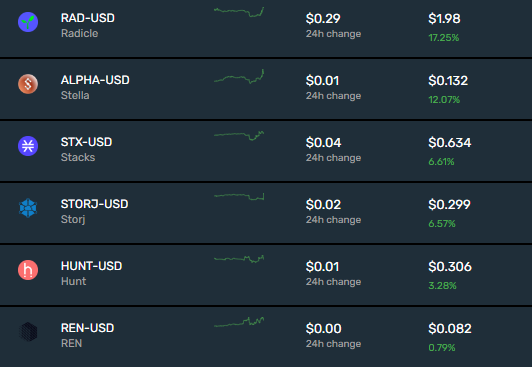 RAD-USD $0.29 $1.98
Radicle 24h change 17.25%
ALPHA-USD $0.01 $0.132
Stella 24h change 12.07%
STX-USD $0.04 $0.634
Stacks 24h change 6.61%
STORJ-USD $0.02 $0.299
Storj 24h change 6.57%
HUNT-USD $0.01 $0.306
Hunt 24h change 3.28%
REN-USD $0.00 $0.082
REN 24h change 0.79%